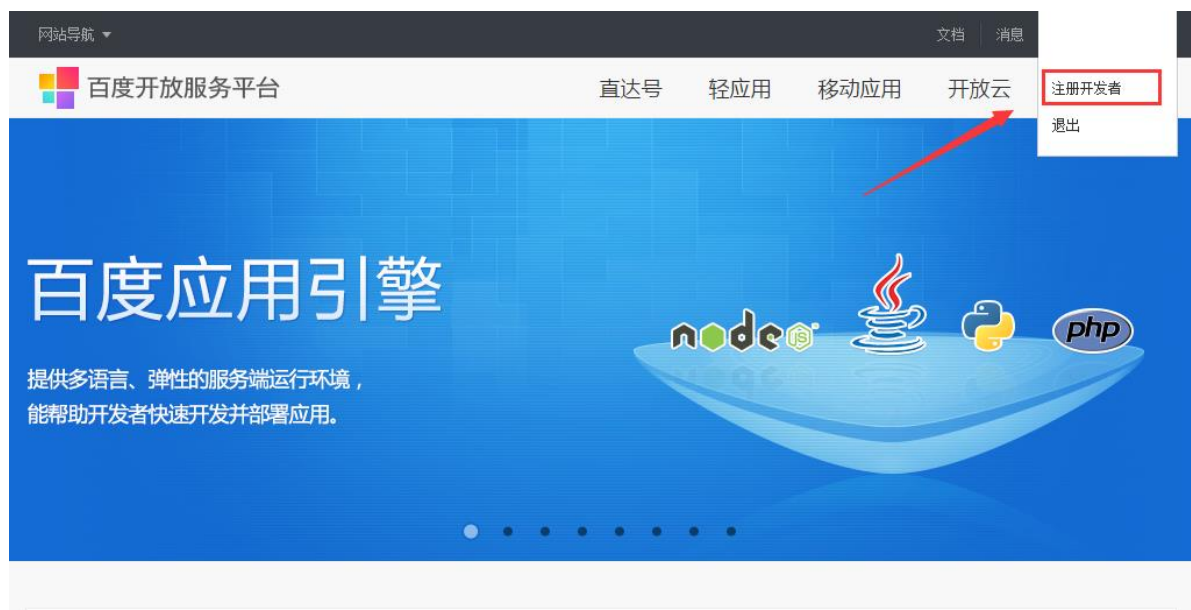 网站导航
文档
消息
百度开放服务平台
直达号
轻应用
移动应用
开放云
注册开发者
退出
百度应用引擎
node JS
php
提供多语言、弹性的服务端运行环境，
能帮助开发者快速开发并部署应用。